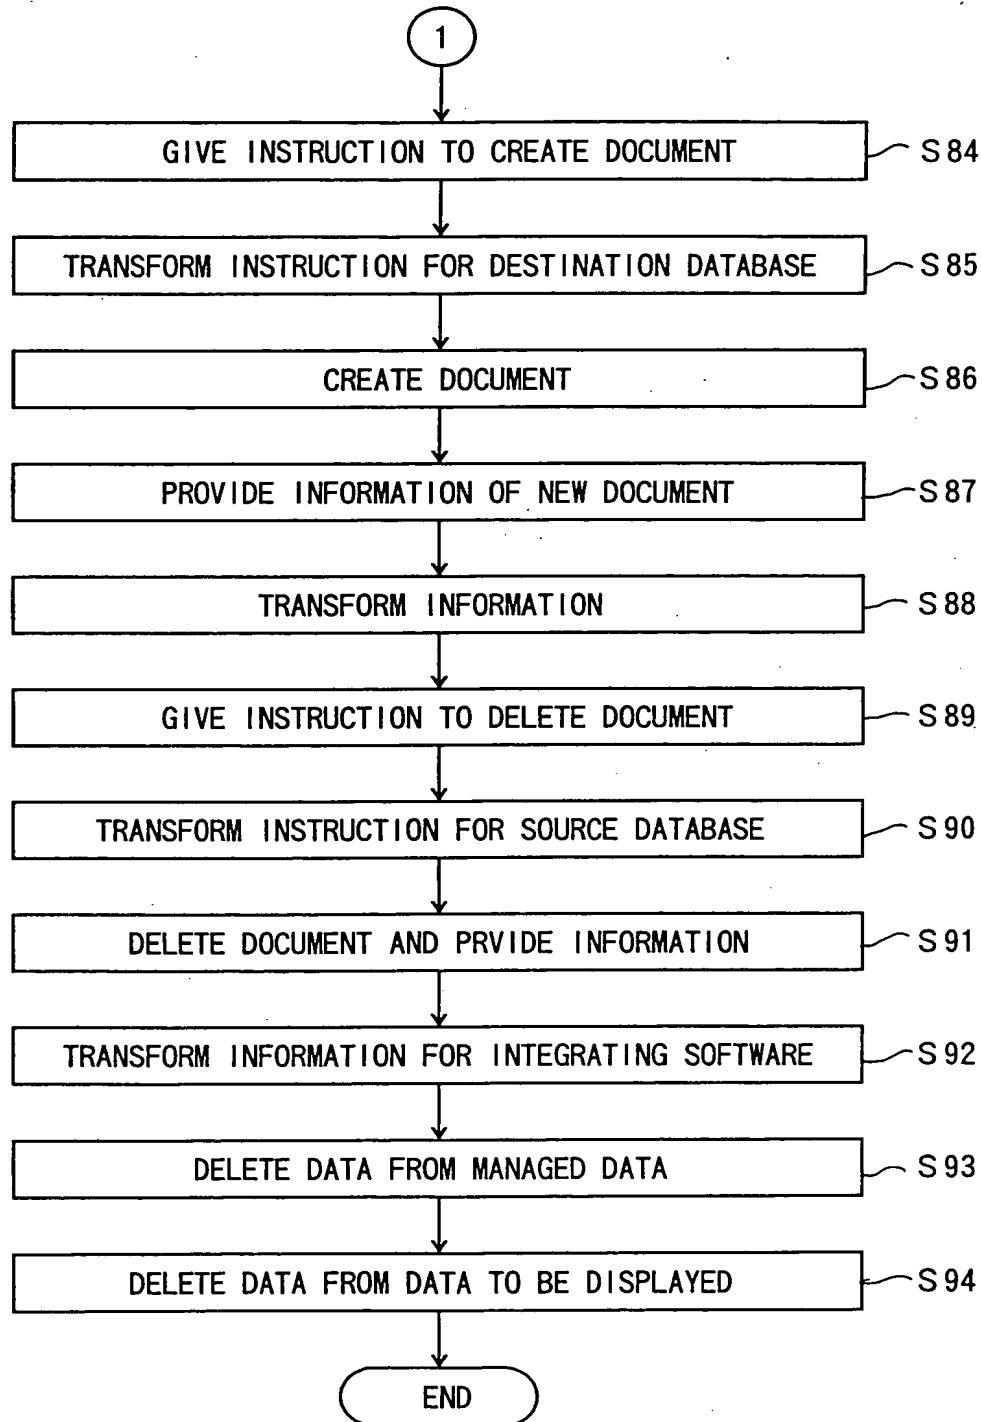 1
GIVE INSTRUCTION TO CREATE DOCUMENT S84
TRANSFORM INSTRUCTION FOR DESTINATION DATABASE S85
CREATE DOCUMENT S86
PROVIDE INFORMATION OF NEW DOCUMENT S87
TRANSFORM INFORMATION S88
GIVE INSTRUCTION TO DELETE DOCUMENT S89
TRANSFORM INSTRUCTION FOR SOURCE DATABASE S90
DELETE DOCUMENT AND PRVIDE INFORMATION S91
TRANSFORM INFORMATION FOR INTEGRATING SOFTWARE S92
DELETE DATA FROM MANAGED DATA S93
DELETE DATA FROM DATA TO BE DISPLAYED S94
END